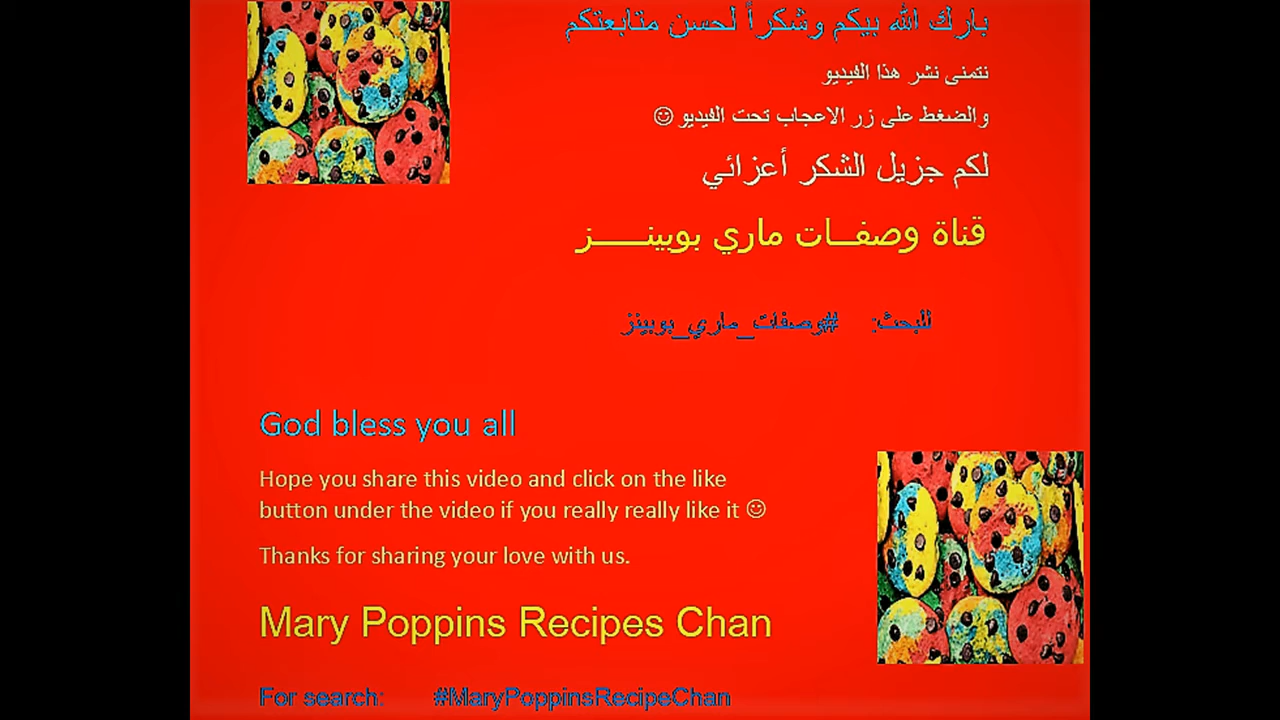 بارك الله بيكم وشكراً لحسن متابعتكم
نتمنى نشر هذا الفيديو
والضغط على زر الاعجاب تحت الفيديو ☺
لكم جزيل الشكر أعزائي
قناة وصفــات ماري بوبينـــــز
للبحث: #وصفات_ماري_بوبينز
God bless you all
Hope you share this video and click on the like
button under the video if you really really like it ☺
Thanks for sharing your love with us.
Mary Poppins Recipes Chan
For search: #MaryPoppinsRecipeChan